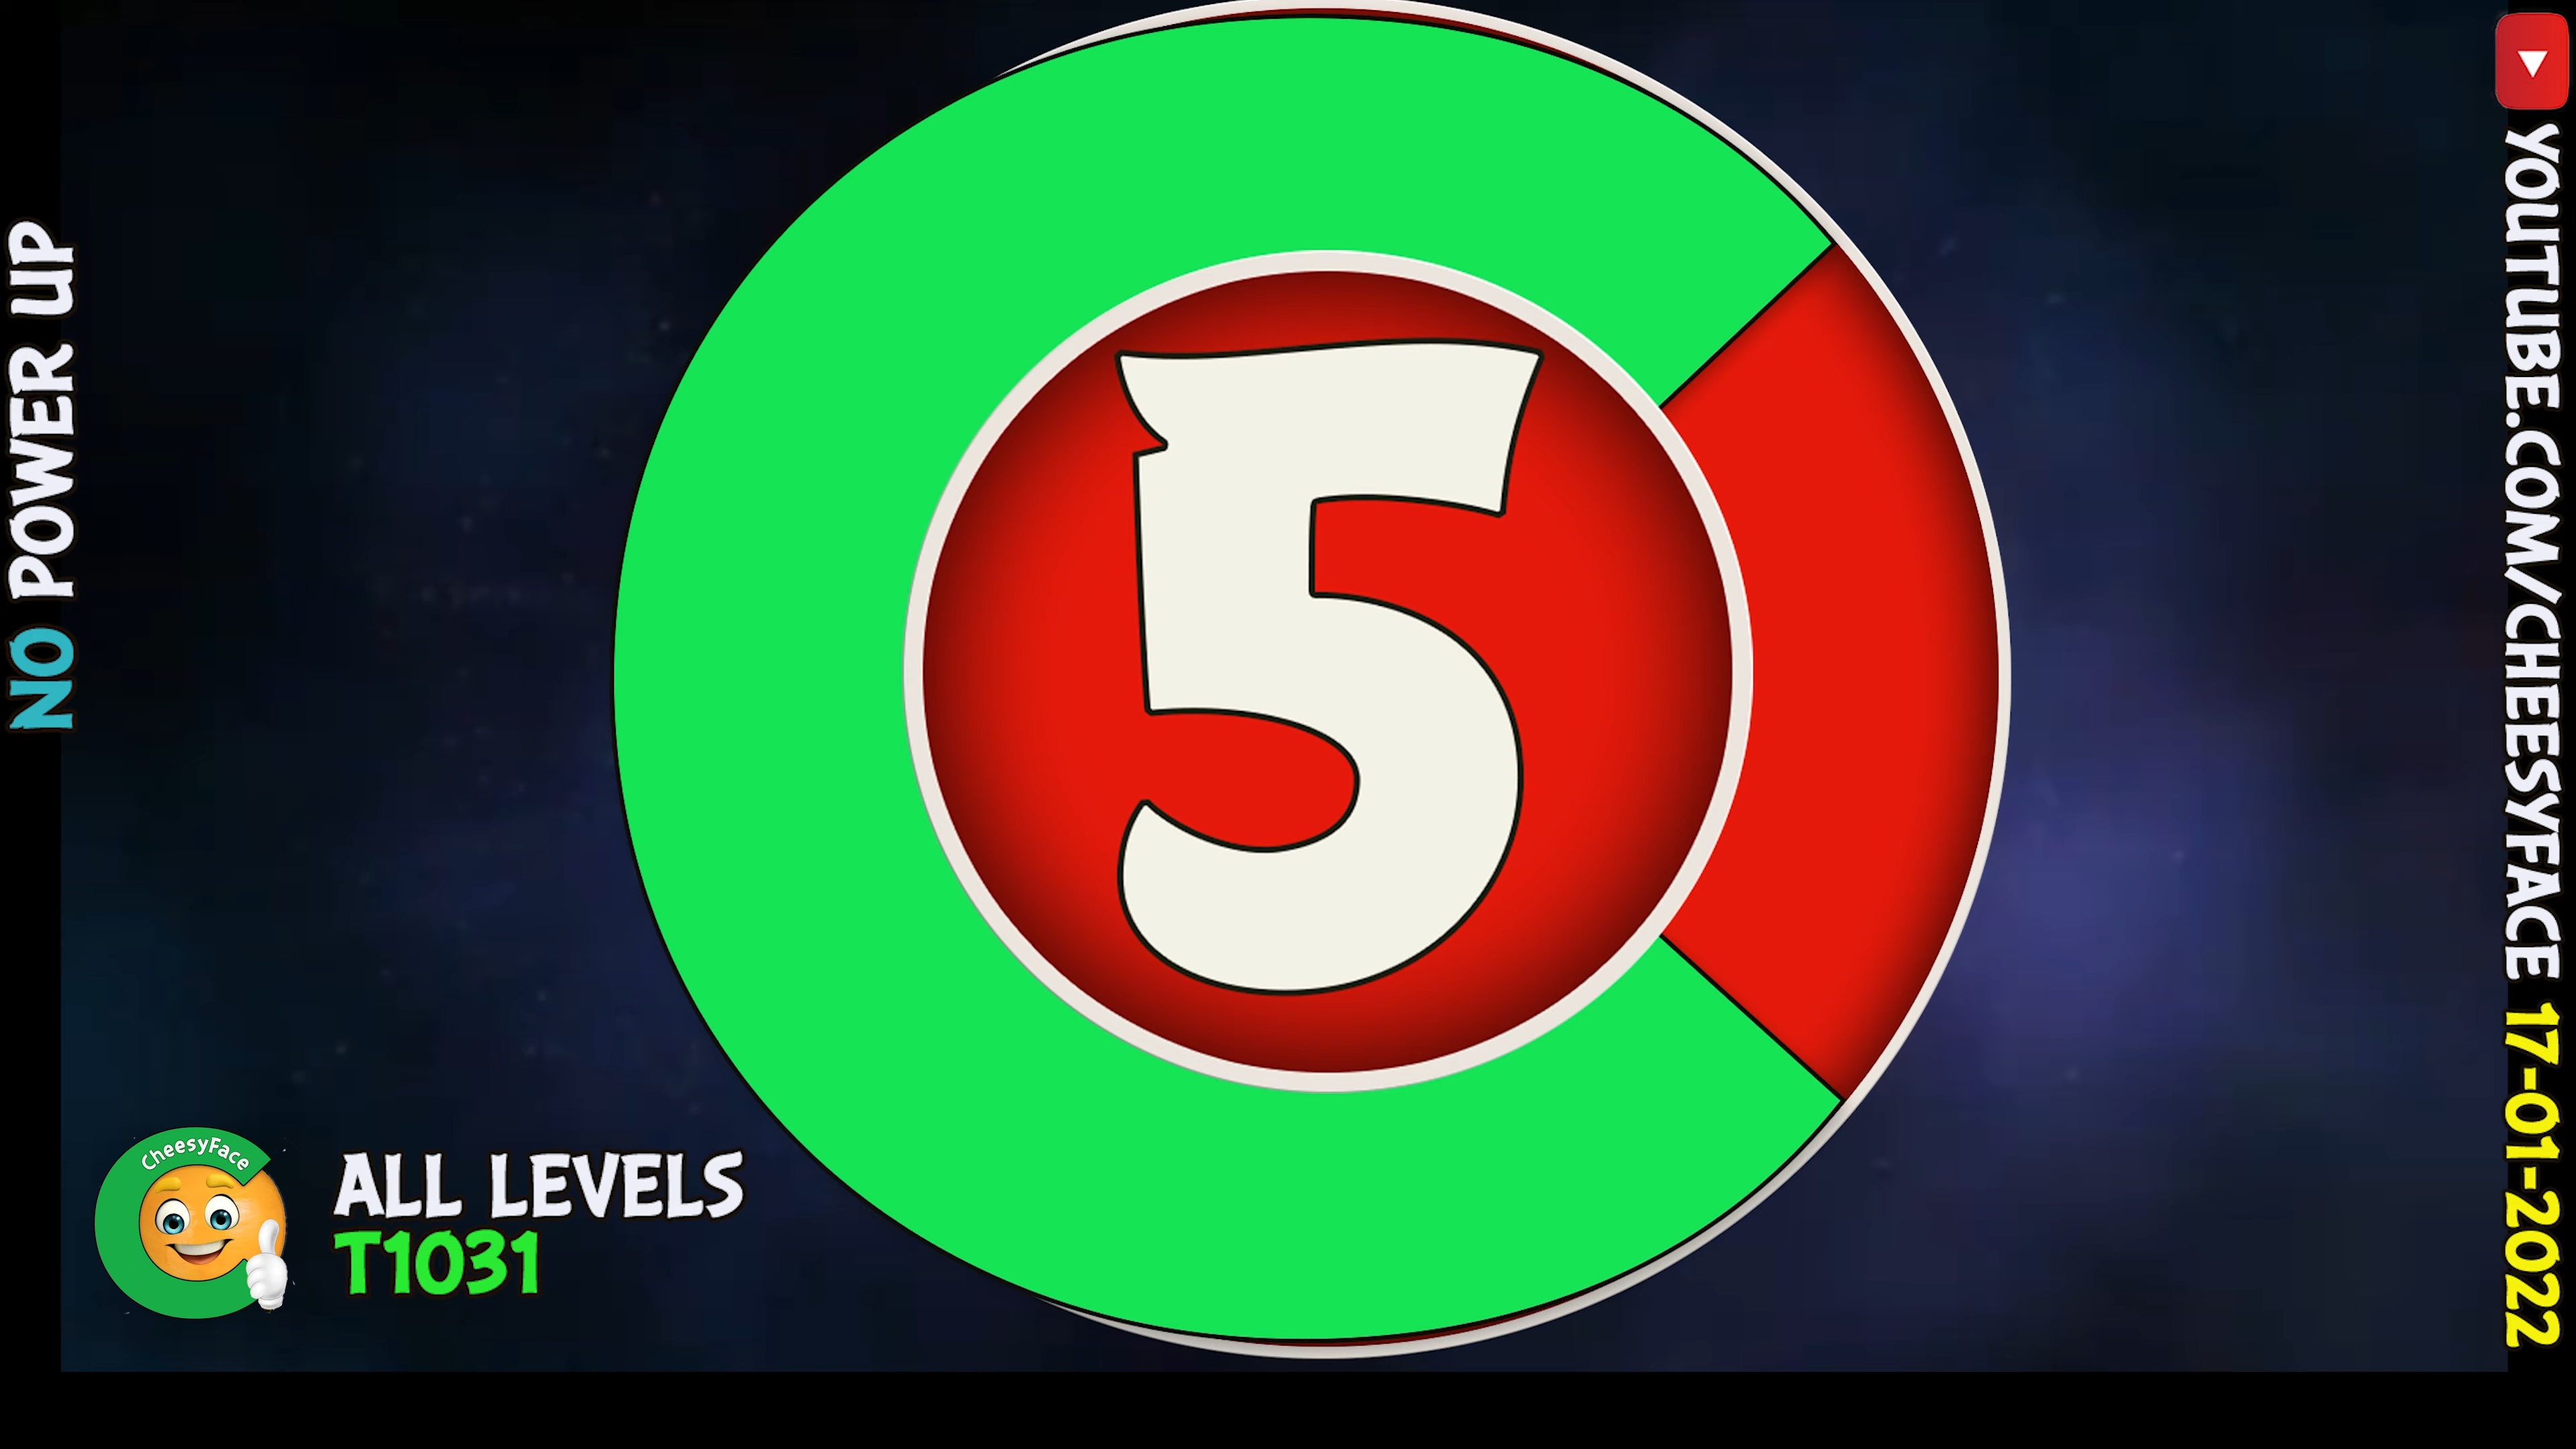 NO POWER UP
5
CheesyFace
ALL LEVELS
T1031
YOUTUBE.COM/CHEESYFACE 17-01-2022